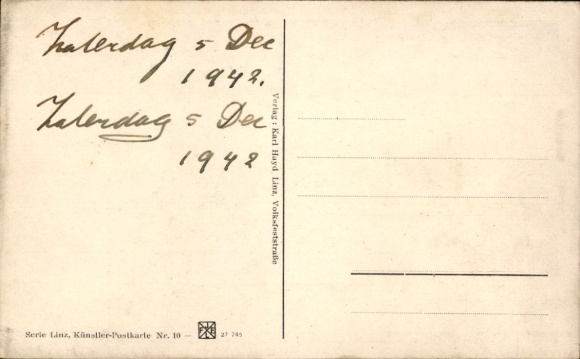 Zaterdag 5 Dec
1942.
Zaterdag 5 Dec
1942
Verlag: Karl Hayd Linz, Volksfeststraße
Serie Linz, Künstler-Postkarte Nr. 10 — 27 745